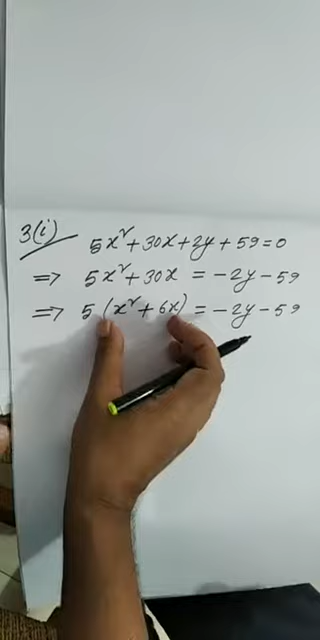 3(i)
5x² + 30x + 2y + 59 = 0
⇒ 5x² + 30x = -2y - 59
⇒ 5 (x² + 6x) = -2y - 59